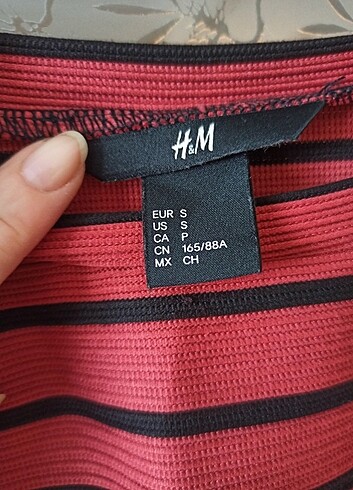 H&M
EUR S
US S
CA P
CN 165/88A
MX CH